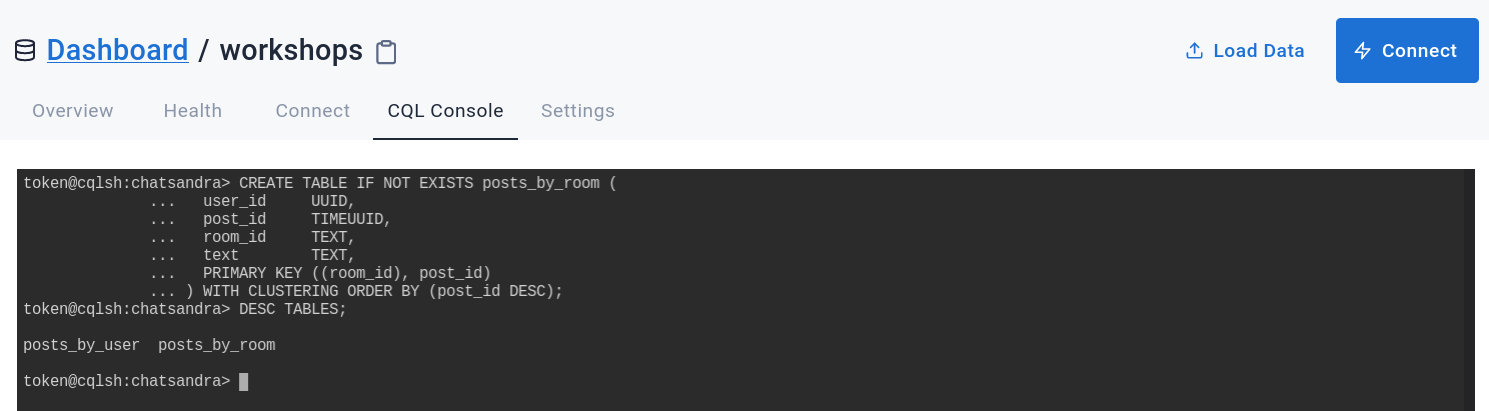 Dashboard / workshops
Load Data
Connect
Overview Health Connect CQL Console Settings
token@cqlsh:chatsandra> CREATE TABLE IF NOT EXISTS posts_by_room (
... user_id UUID,
... post_id TIMEUUID,
... room_id TEXT,
... text TEXT,
... PRIMARY KEY ((room_id), post_id)
... ) WITH CLUSTERING ORDER BY (post_id DESC);
token@cqlsh:chatsandra> DESC TABLES;
posts_by_user posts_by_room
token@cqlsh:chatsandra>